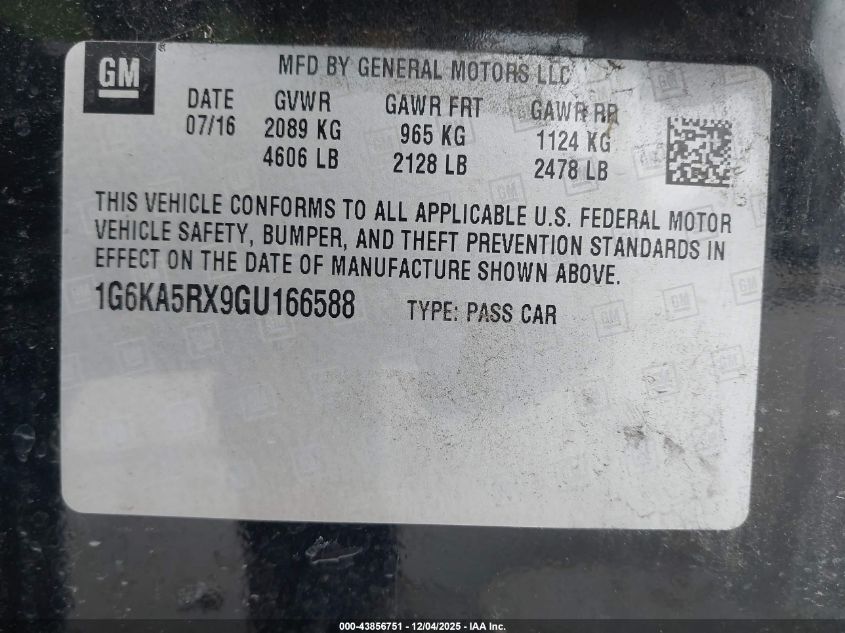 GM
®
MFD BY GENERAL MOTORS LLC
DATE GVWR GAWR FRT GAWR RR
07/16 2089 KG 965 KG 1124 KG
4606 LB 2128 LB 2478 LB
THIS VEHICLE CONFORMS TO ALL APPLICABLE U.S. FEDERAL MOTOR
VEHICLE SAFETY, BUMPER, AND THEFT PREVENTION STANDARDS IN
EFFECT ON THE DATE OF MANUFACTURE SHOWN ABOVE.
1G6KA5RX9GU166588 TYPE: PASS CAR
000-43856751 - 12/04/2025 - IAA Inc.